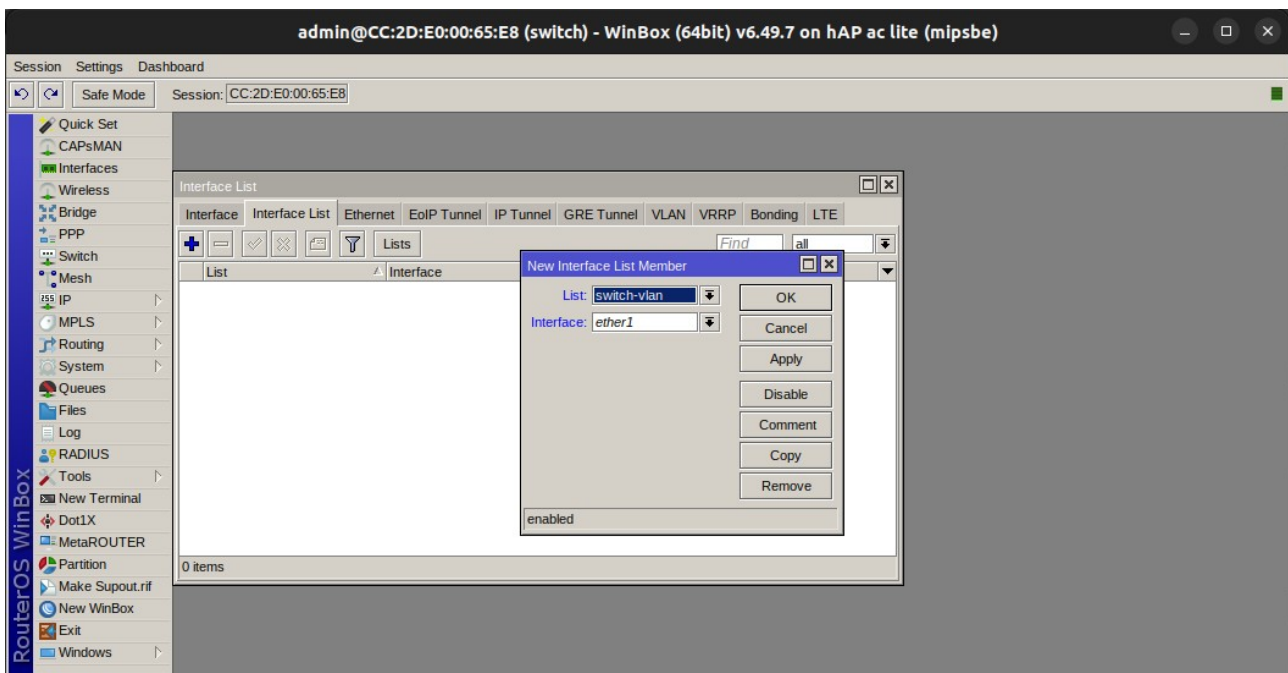 admin@CC:2D:E0:00:65:E8 (switch) - WinBox (64bit) v6.49.7 on hAP ac lite (mipsbe)
Session Settings Dashboard
Safe Mode Session: CC:2D:E0:00:65:E8
Quick Set
CAPsMAN
Interfaces
Wireless
Bridge
PPP
Switch
Mesh
255 IP
MPLS
Routing
System
Queues
Files
Log
RADIUS
Tools
New Terminal
Dot1X
MetaROUTER
Partition
Make Supout.rif
New WinBox
Exit
Windows
RouterOS WinBox
Interface List
Interface Interface List Ethernet EoIP Tunnel IP Tunnel GRE Tunnel VLAN VRRP Bonding LTE
Lists Find all
List Interface
0 items
New Interface List Member
List: switch-vlan
Interface: ether1
OK
Cancel
Apply
Disable
Comment
Copy
Remove
enabled